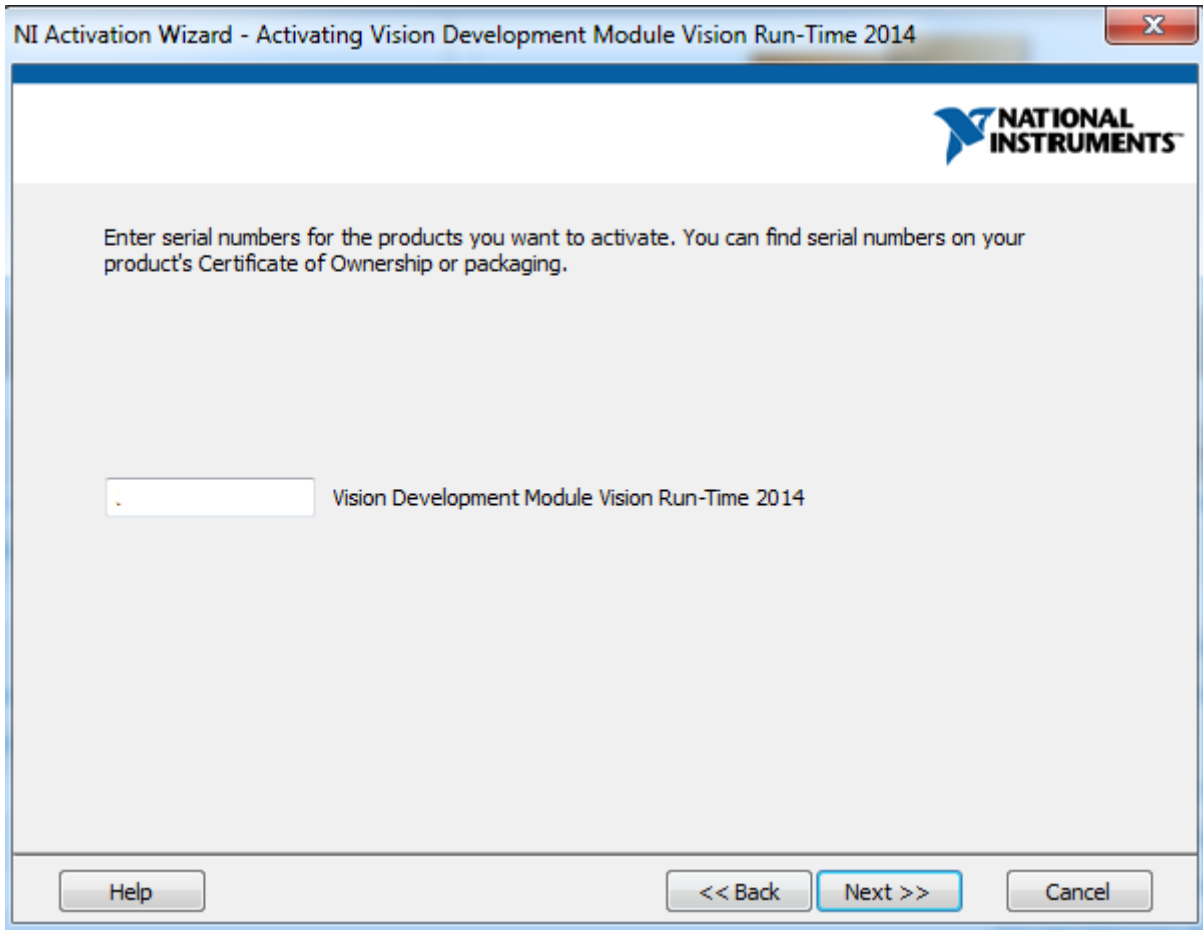 NI Activation Wizard - Activating Vision Development Module Vision Run-Time 2014
NATIONAL
INSTRUMENTS™
Enter serial numbers for the products you want to activate. You can find serial numbers on your
product's Certificate of Ownership or packaging.
Vision Development Module Vision Run-Time 2014
Help
<< Back
Next >>
Cancel